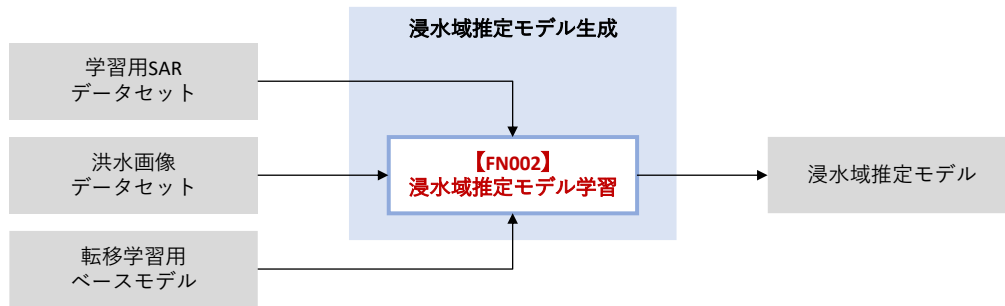 浸水域推定モデル生成
学習用SAR
データセット
洪水画像
データセット
転移学習用
ベースモデル
【FN002】
浸水域推定モデル学習
浸水域推定モデル